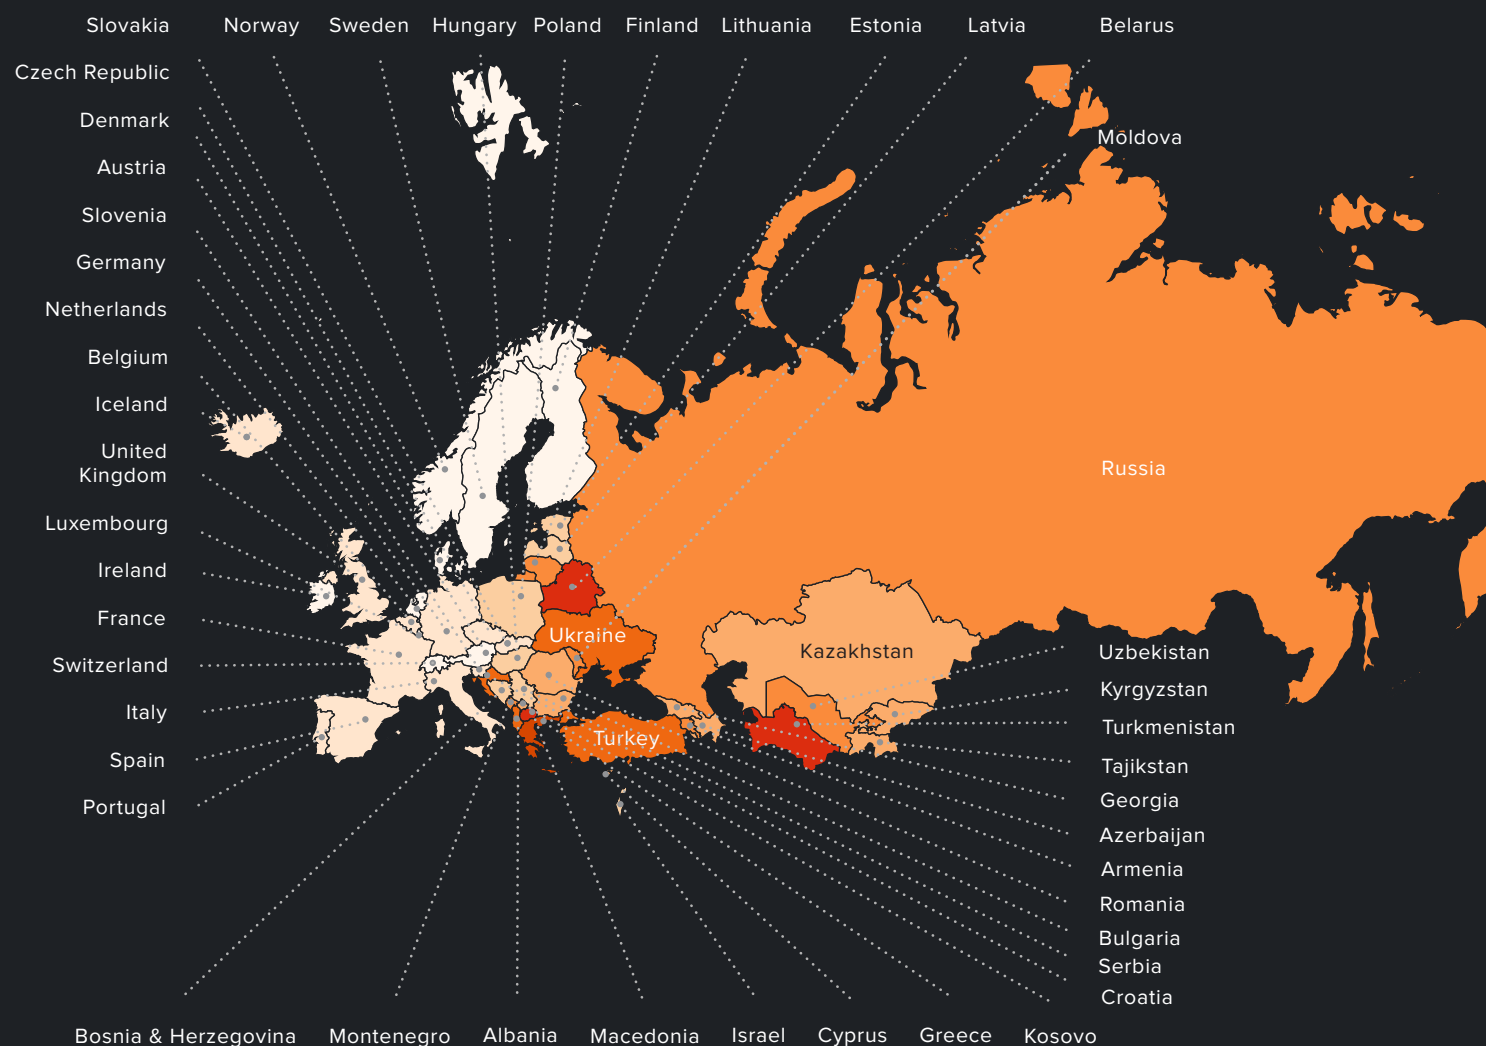 Slovakia
Norway
Sweden
Hungary
Poland
Finland
Lithuania
Estonia
Latvia
Belarus
Czech Republic
Denmark
Moldova
Austria
Slovenia
Germany
Netherlands
Belgium
Iceland
United
Kingdom
Russia
Luxembourg
Ireland
France
Ukraine
Switzerland
Kazakhstan
Uzbekistan
Kyrgyzstan
Italy
Turkey
Turkmenistan
Spain
Tajikstan
Portugal
Georgia
Azerbaijan
Armenia
Romania
Bulgaria
Serbia
Croatia
Bosnia & Herzegovina
Montenegro
Albania
Macedonia
Israel
Cyprus
Greece
Kosovo